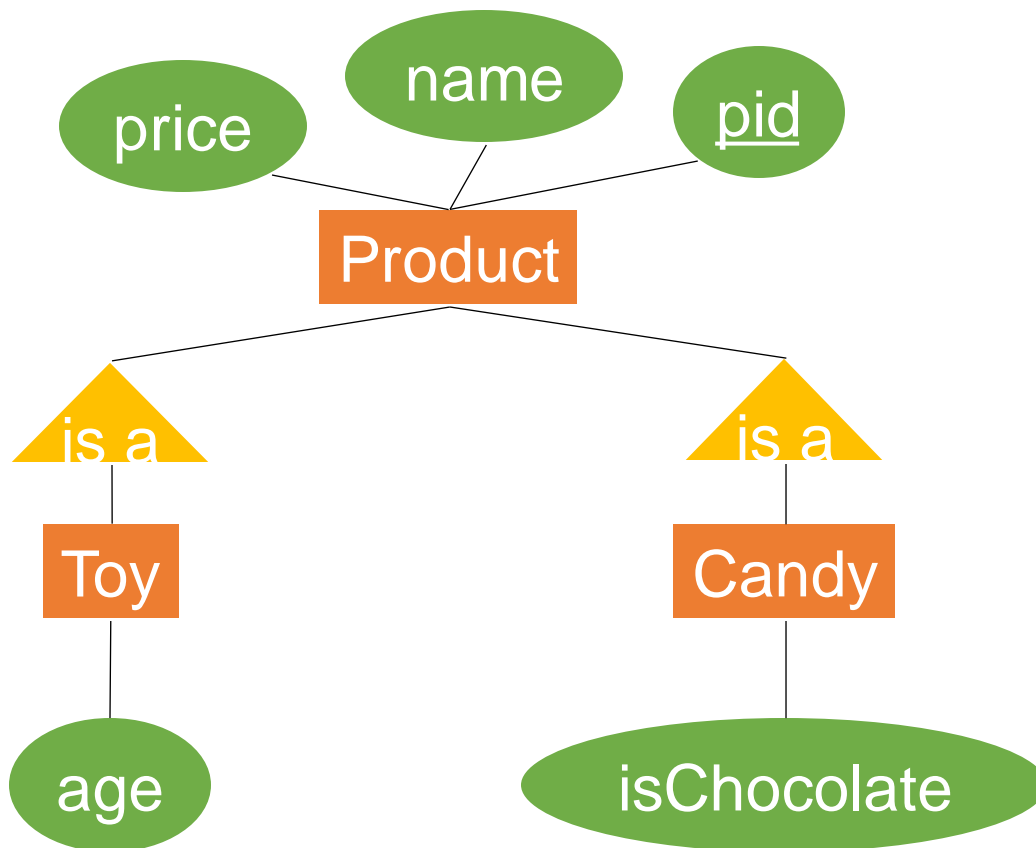 price
name
pid
Product
is a
is a
Toy
Candy
age
isChocolate